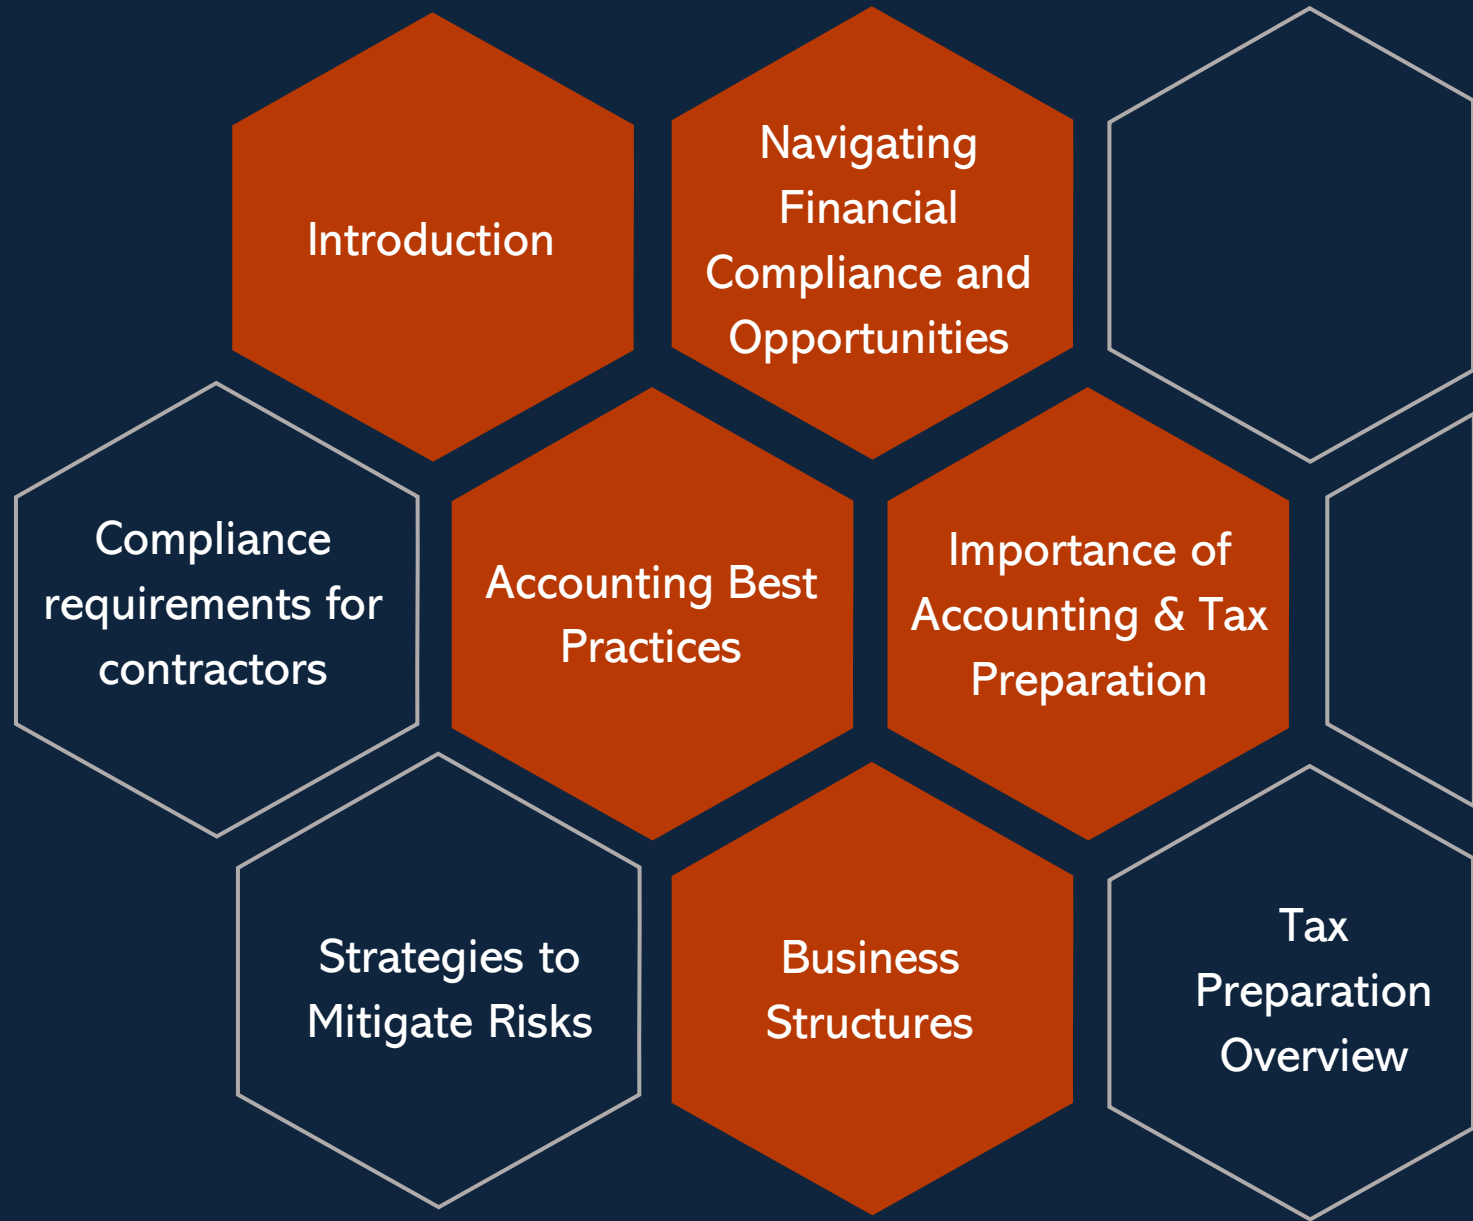 Introduction
Navigating
Financial
Compliance and
Opportunities
Compliance
requirements for
contractors
Accounting Best
Practices
Importance of
Accounting & Tax
Preparation
Strategies to
Mitigate Risks
Business
Structures
Tax
Preparation
Overview